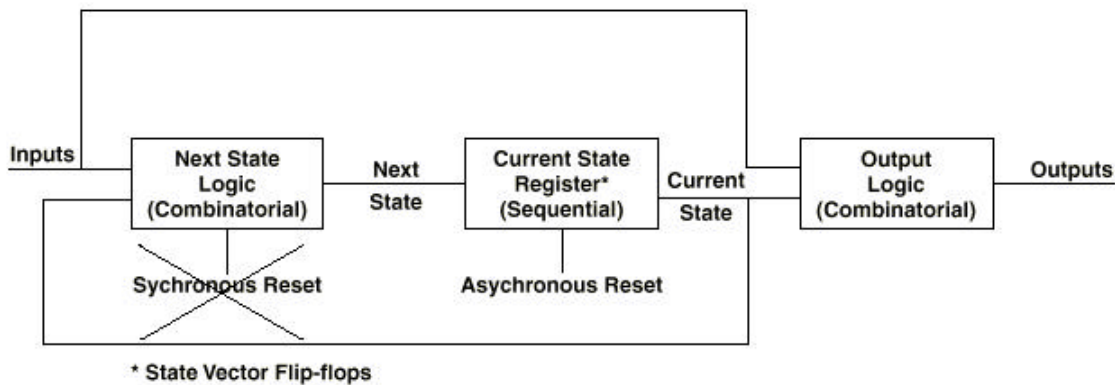 Inputs
Next State
Logic
(Combinatorial)
Next
State
Current State
Register*
(Sequential)
Current
State
Output
Logic
(Combinatorial)
Outputs
Sychronous Reset
Asychronous Reset
* State Vector Flip-flops